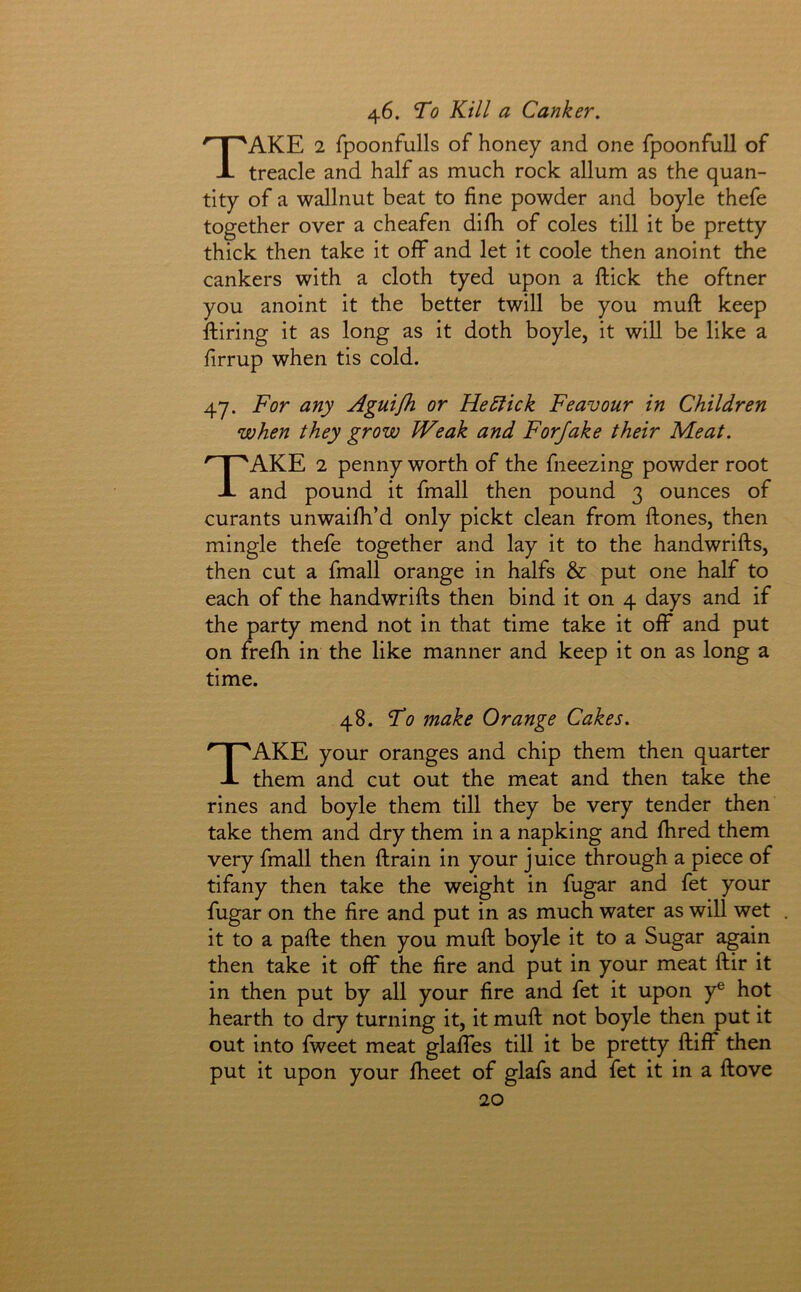 46. To Kill a Canker.
TAKE 2 ſpoonfulls of honey and one ſpoonfull of
treacle and half as much rock allum as the quan-
tity of a wallnut beat to fine powder and boyle theſe
together over a cheafen diſh of coles till it be pretty
thick then take it off and let it coole then anoint the
cankers with a cloth tyed upon a ſtick the oftner
you anoint it the better twill be you muſt keep
ſtiring it as long as it doth boyle, it will be like a
ſirrup when tis cold.
47. For any Aguiſh or Hectick Feavour in Children
when they grow Weak and Forſake their Meat.
TAKE 2 penny worth of the ſneezing powder root
and pound it ſmall then pound 3 ounces of
curants unwaiſh'd only pickt clean from ſtones, then
mingle theſe together and lay it to the handwriſts,
then cut a ſmall orange in halfs & put one half to
each of the handwriſts then bind it on 4 days and if
the party mend not in that time take it off and put
on freſh in the like manner and keep it on as long a
time.
48. To make Orange Cakes.
TAKE your oranges and chip them then quarter
them and cut out the meat and then take the
rines and boyle them till they be very tender then
take them and dry them in a napking and ſhred them
very ſmall then ſtrain in your juice through a piece of
tifany then take the weight in ſugar and ſet your
ſugar on the fire and put in as much water as will wet
it to a paſte then you muſt boyle it to a Sugar again
then take it off the fire and put in your meat ſtir it
in then put by all your fire and ſet it upon yᵉ hot
hearth to dry turning it, it muſt not boyle then put it
out into ſweet meat glaſſes till it be pretty ſtiff then
put it upon your ſheet of glaſs and ſet it in a ſtove
20